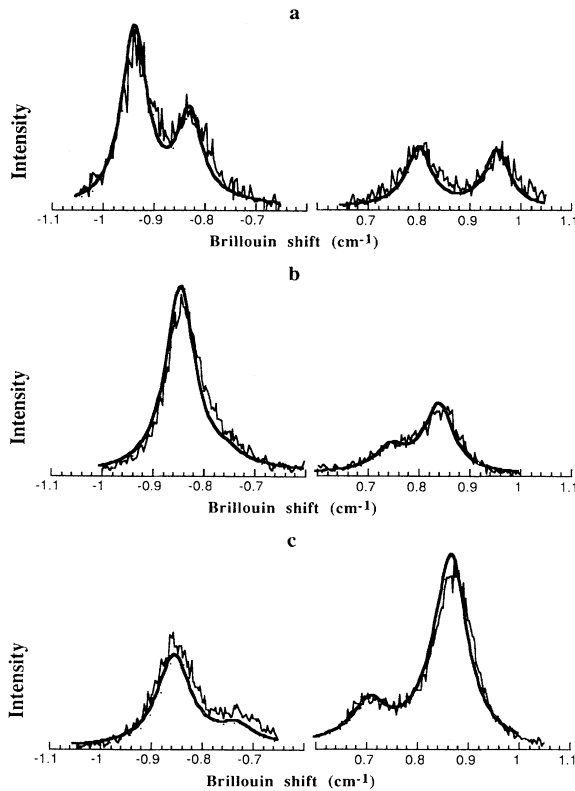 a
Intensity
-1.1 -1 -0.9 -0.8 -0.7 0.7 0.8 0.9 1 1.1
Brillouin shift (cm-1)
b
Intensity
-1.1 -1 -0.9 -0.8 -0.7 0.7 0.8 0.9 1 1.1
Brillouin shift (cm-1)
c
Intensity
-1.1 -1 -0.9 -0.8 -0.7 0.7 0.8 0.9 1 1.1
Brillouin shift (cm-1)